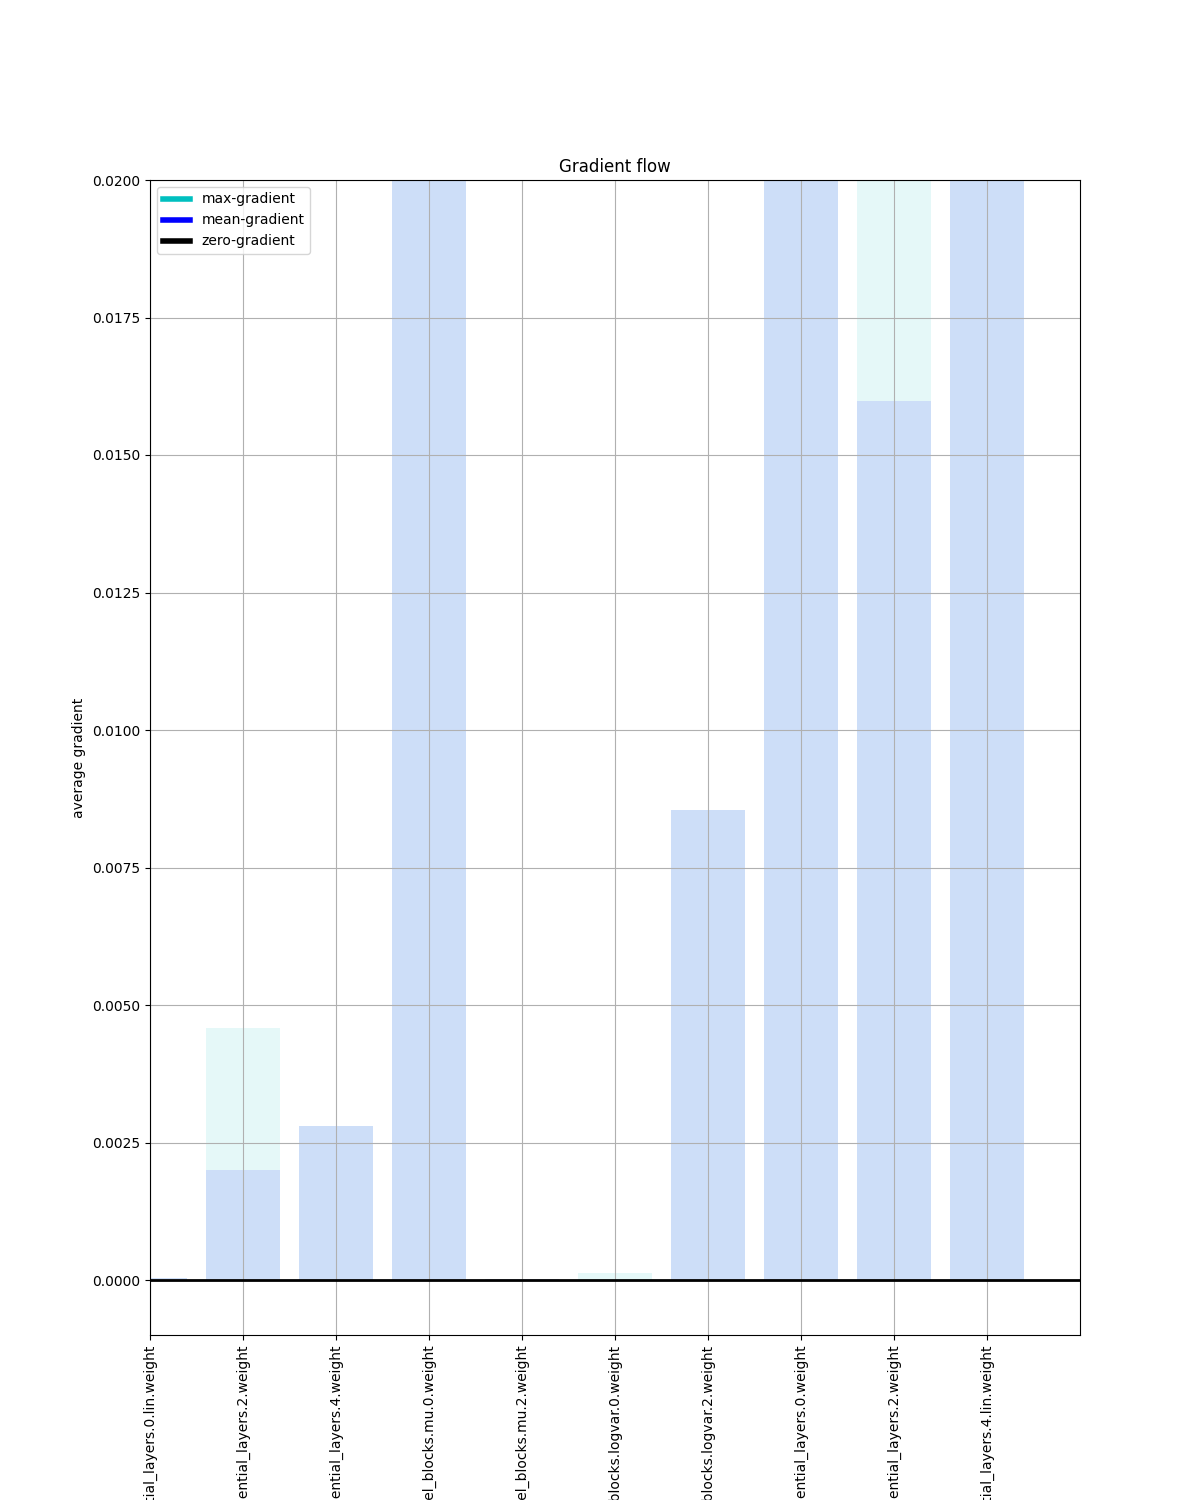 Gradient flow
max-gradient
mean-gradient
zero-gradient
0.0200
0.0175
0.0150
0.0125
0.0100
0.0075
0.0050
0.0025
0.0000
average gradient
tial_layers.0.lin.weight
ential_layers.2.weight
ential_layers.4.weight
el_blocks.mu.0.weight
el_blocks.mu.2.weight
blocks.logvar.0.weight
blocks.logvar.2.weight
ential_layers.0.weight
ential_layers.2.weight
tial_layers.4.lin.weight